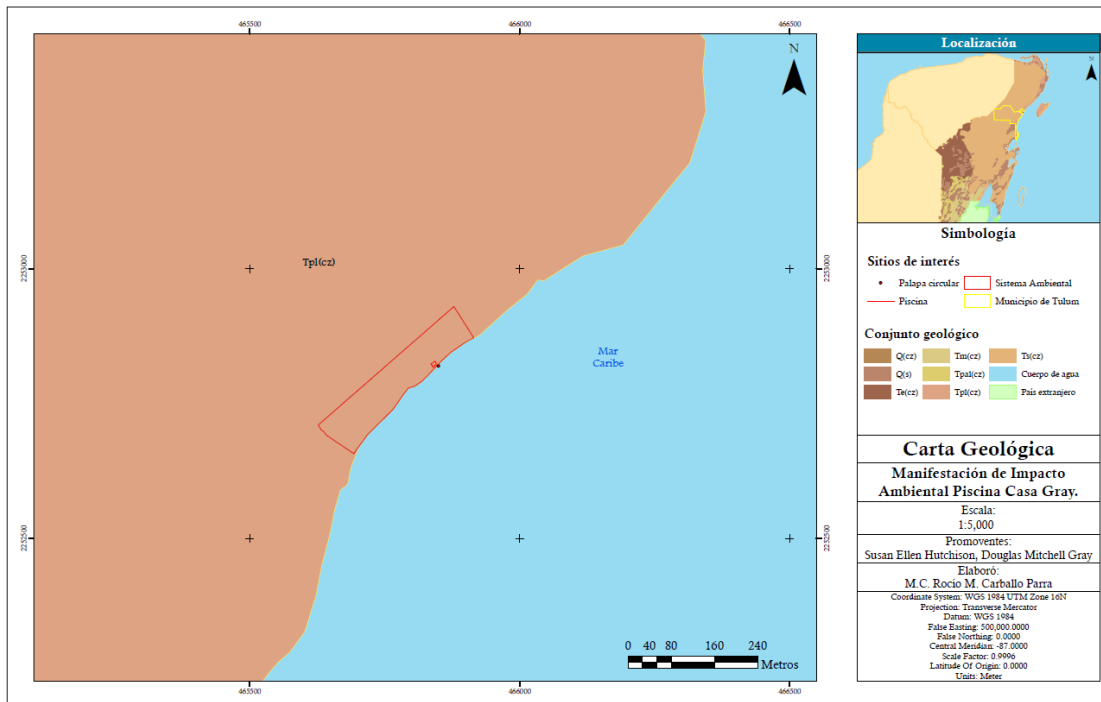 465500
466000
466500
N
2253000
2252500
Tpl(cz)
Mar
Caribe
0 40 80 160 240
Metros
2253000
2252500
465500
466000
466500
Localización
N
Simbología
Sitios de interés
Palapa circular
Sistema Ambiental
Piscina
Municipio de Tulum
Conjunto geológico
Q(cz)
Tm(cz)
Ts(cz)
Q(s)
Tpal(cz)
Cuerpo de agua
Te(cz)
Tpl(cz)
País extranjero
Carta Geológica
Manifestación de Impacto
Ambiental Piscina Casa Gray.
Escala:
1:5,000
Promoventes:
Susan Ellen Hutchison, Douglas Mitchell Gray
Elaboró:
M.C. Rocío M. Carballo Parra
Coordinate System: WGS 1984 UTM Zone 16N
Projection: Transverse Mercator
Datum: WGS 1984
False Easting: 500,000.0000
False Northing: 0.0000
Central Meridian: -87.0000
Scale Factor: 0.9996
Latitude Of Origin: 0.0000
Units: Meter